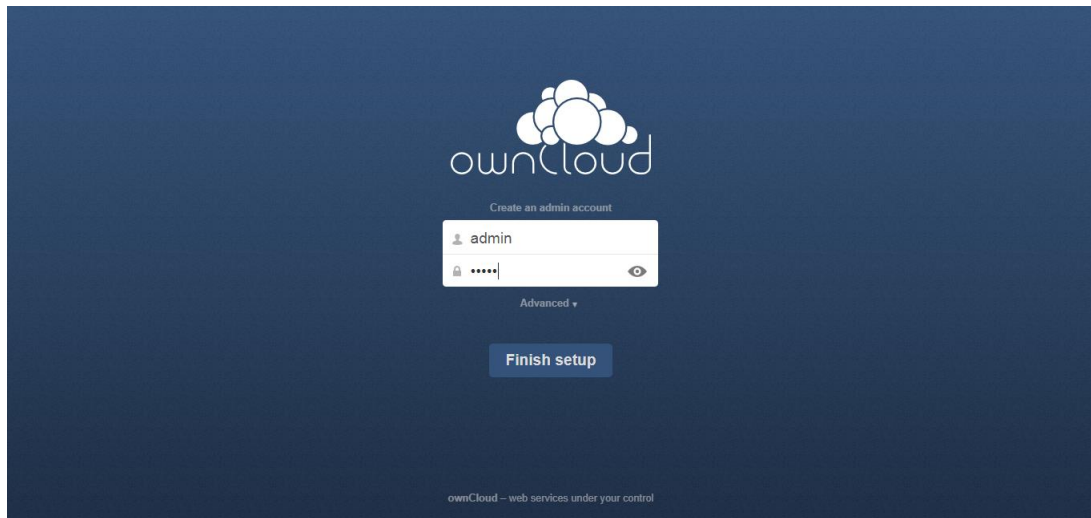 ownCloud
Create an admin account
admin
•••••
Advanced ▾
Finish setup
ownCloud – web services under your control